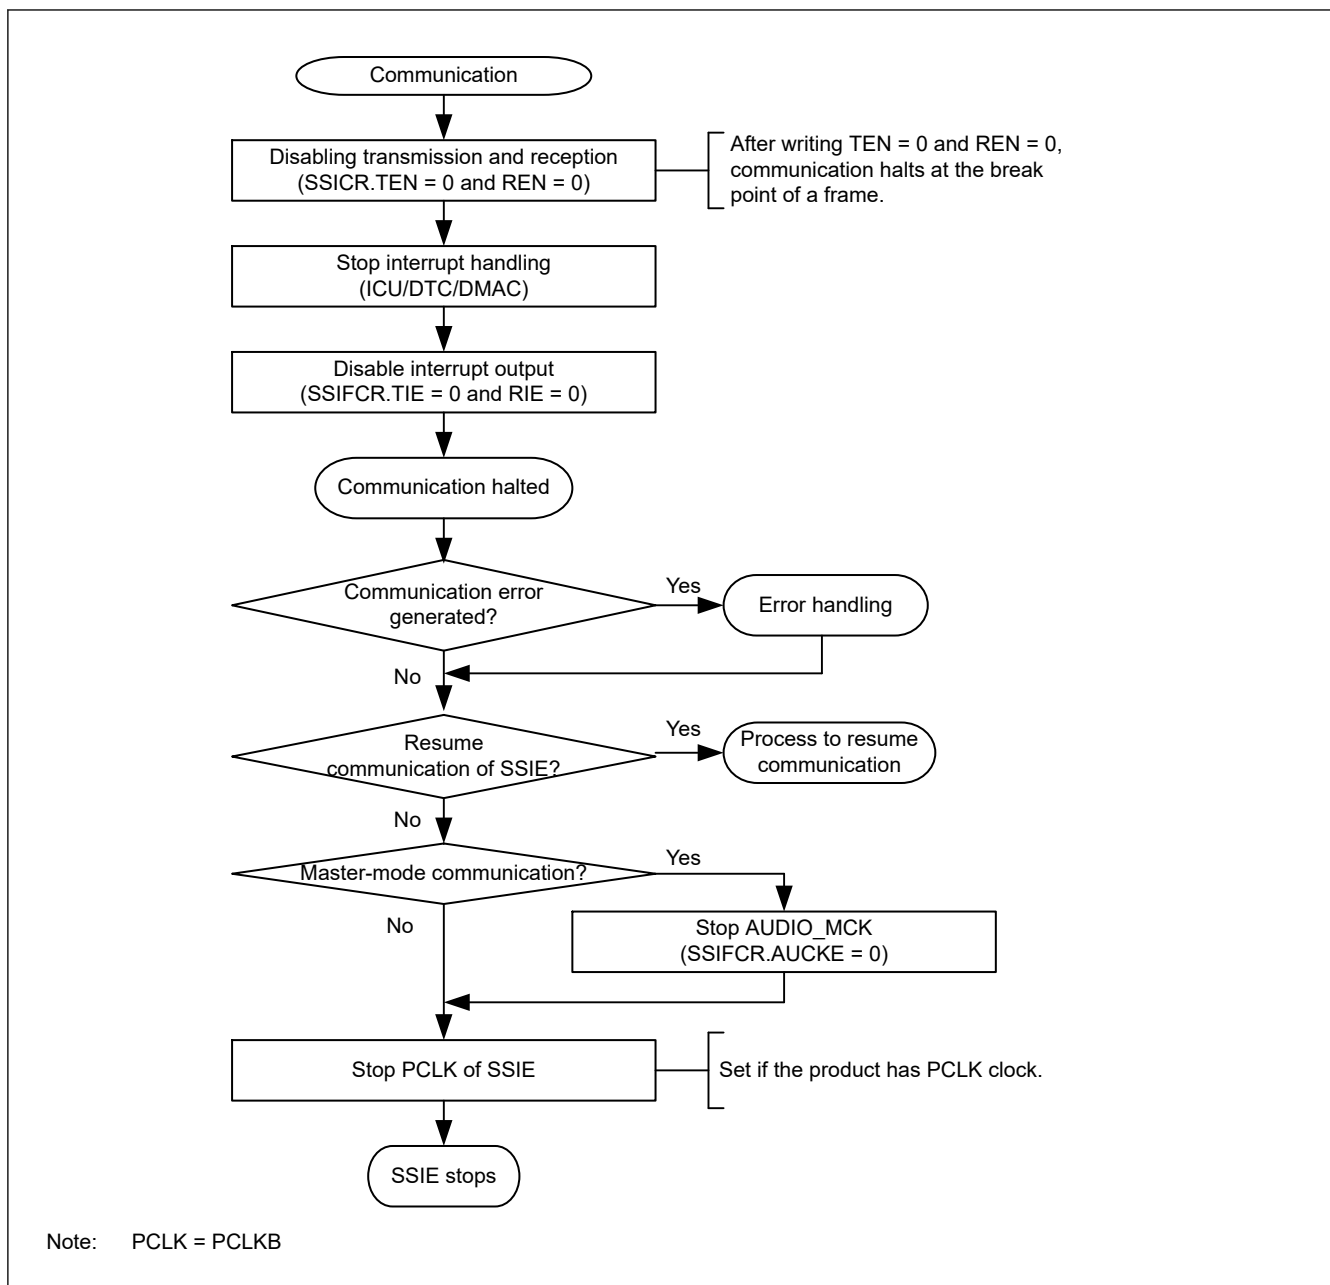 Communication
Disabling transmission and reception
(SSICR.TEN = 0 and REN = 0)
After writing TEN = 0 and REN = 0,
communication halts at the break
point of a frame.
Stop interrupt handling
(ICU/DTC/DMAC)
Disable interrupt output
(SSIFCR.TIE = 0 and RIE = 0)
Communication halted
Communication error
generated?
Yes
Error handling
No
Resume
communication of SSIE?
Yes
Process to resume
communication
No
Master-mode communication?
Yes
No
Stop AUDIO_MCK
(SSIFCR.AUCKE = 0)
Stop PCLK of SSIE
Set if the product has PCLK clock.
SSIE stops
Note: PCLK = PCLKB